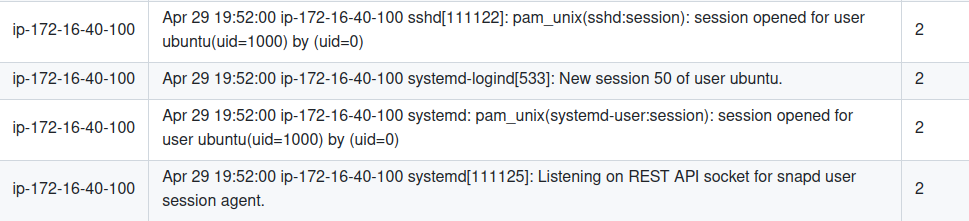 Apr 29 19:52:00 ip-172-16-40-100 sshd[111122]: pam_unix(sshd:session): session opened for user
ip-172-16-40-100 2
ubuntu(uid=1000) by (uid=0)
ip-172-16-40-100 Apr 29 19:52:00 ip-172-16-40-100 systemd-logind[533]: New session 50 of user ubuntu. 2
Apr 29 19:52:00 ip-172-16-40-100 systemd: pam_unix(systemd-user:session): session opened for
ip-172-16-40-100 2
user ubuntu(uid=1000) by (uid=0)
Apr 29 19:52:00 ip-172-16-40-100 systemd[111125]: Listening on REST API socket for snapd user
ip-172-16-40-100 2
session agent.